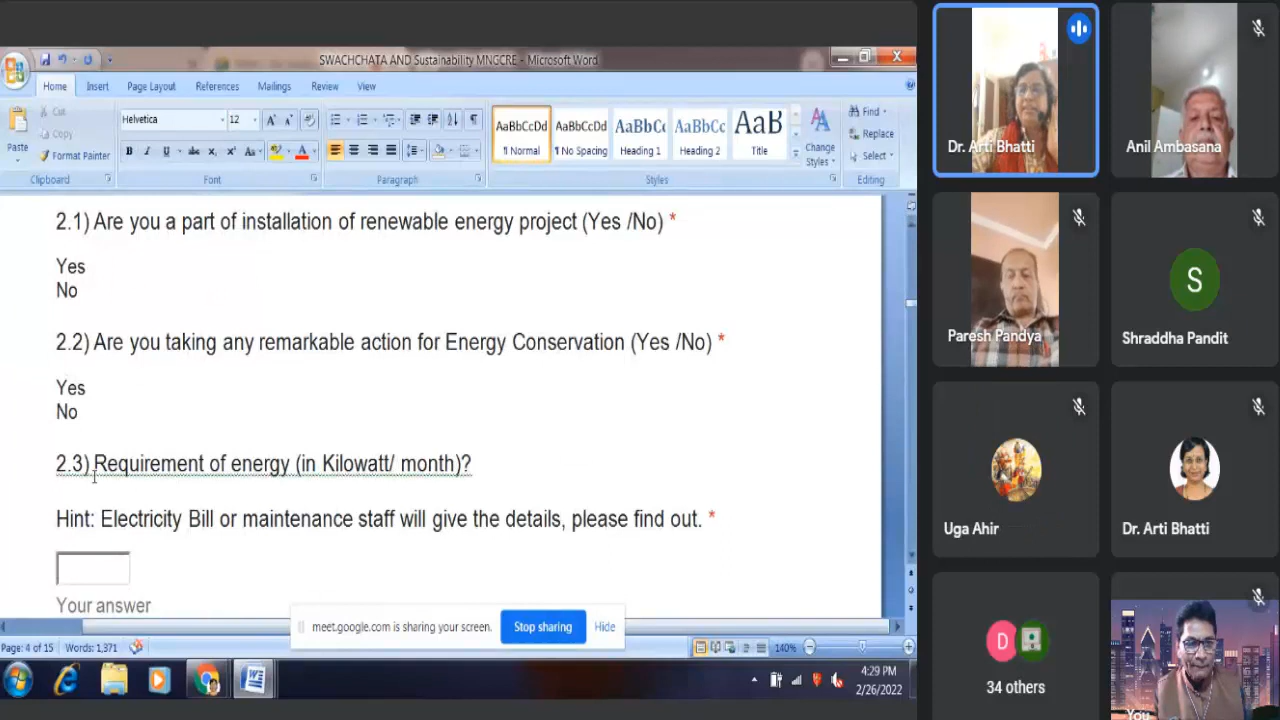 SWACHCHATA AND Sustainability MNGCRE - Microsoft Word
Home Insert Page Layout References Mailings Review View
Paste
Cut
Copy
Format Painter
Clipboard
Helvetica 12
Font
Paragraph
AaBbCcDd
¶ Normal
AaBbCcDd
¶ No Spacing
AaBbCc
Heading 1
AaBbCc
Heading 2
AaB
Title
Change
Styles
Styles
Find
Replace
Select
Editing
2.1) Are you a part of installation of renewable energy project (Yes /No) *
Yes
No
2.2) Are you taking any remarkable action for Energy Conservation (Yes /No) *
Yes
No
2.3) Requirement of energy (in Kilowatt/ month)?
Hint: Electricity Bill or maintenance staff will give the details, please find out. *
Your answer
meet.google.com is sharing your screen. Stop sharing Hide
Page: 4 of 15 Words: 1,371
140%
4:29 PM
2/26/2022
Dr. Arti Bhatti
Anil Ambasana
Paresh Pandya
S
Shraddha Pandit
Uga Ahir
Dr. Arti Bhatti
D
34 others
You